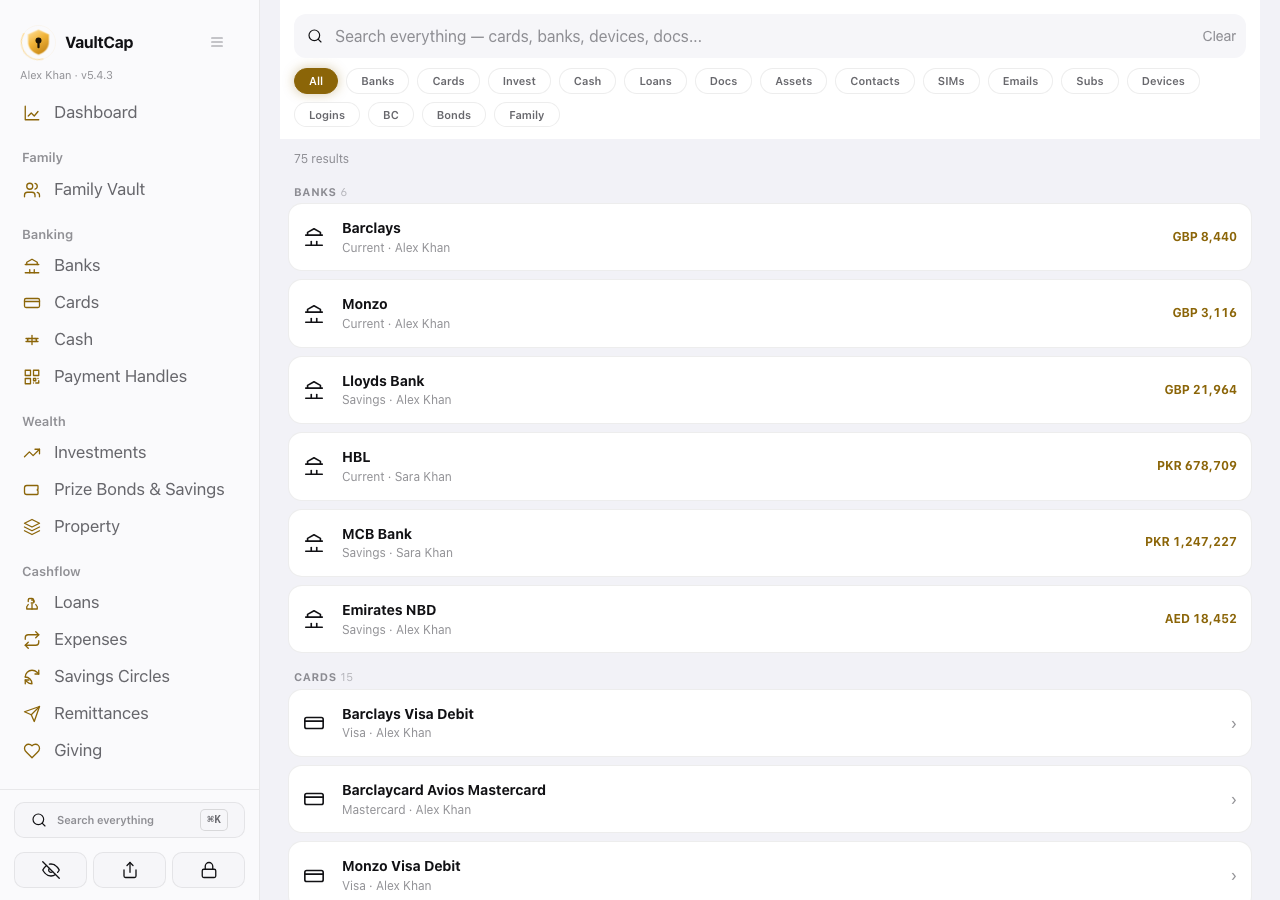 VaultCap
Alex Khan · v5.4.3
Dashboard
Family
Family Vault
Banking
Banks
Cards
Cash
Payment Handles
Wealth
Investments
Prize Bonds & Savings
Property
Cashflow
Loans
Expenses
Savings Circles
Remittances
Giving
Search everything ⌘K
Search everything — cards, banks, devices, docs... Clear
All Banks Cards Invest Cash Loans Docs Assets Contacts SIMs Emails Subs Devices
Logins BC Bonds Family
75 results
BANKS 6
Barclays
Current · Alex Khan
GBP 8,440
Monzo
Current · Alex Khan
GBP 3,116
Lloyds Bank
Savings · Alex Khan
GBP 21,964
HBL
Current · Sara Khan
PKR 678,709
MCB Bank
Savings · Sara Khan
PKR 1,247,227
Emirates NBD
Savings · Alex Khan
AED 18,452
CARDS 15
Barclays Visa Debit
Visa · Alex Khan
Barclaycard Avios Mastercard
Mastercard · Alex Khan
Monzo Visa Debit
Visa · Alex Khan